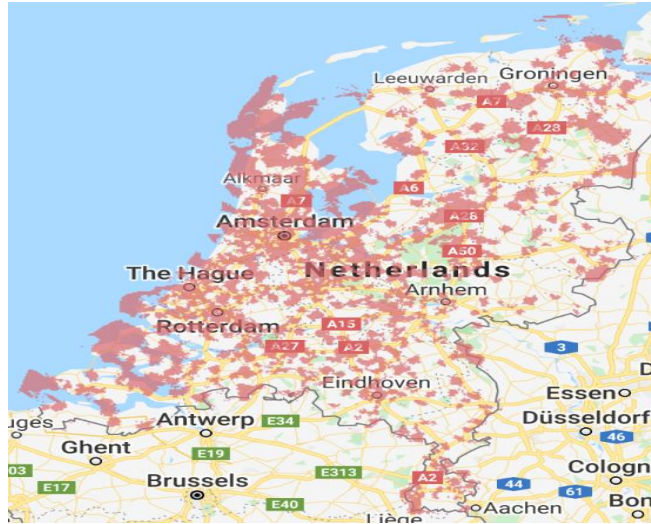 Leeuwarden
Groningen
A7
A28
A32
Alkmaar
A7
A6
Amsterdam
A28
A50
The Hague
Netherlands
Arnhem
Rotterdam
A15
A27
A2
3
Eindhoven
Essen
Antwerp
E34
Düsseldorf
46
uges
Ghent
E19
03
E313
A2
Cologn
E17
Brussels
44
61
E40
Aachen
Bon
Liège